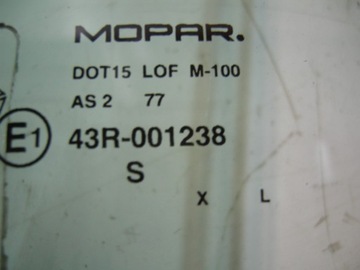 MOPAR.
DOT15 LOF M-100
AS 2 77
E1 43R-001238
S
X L